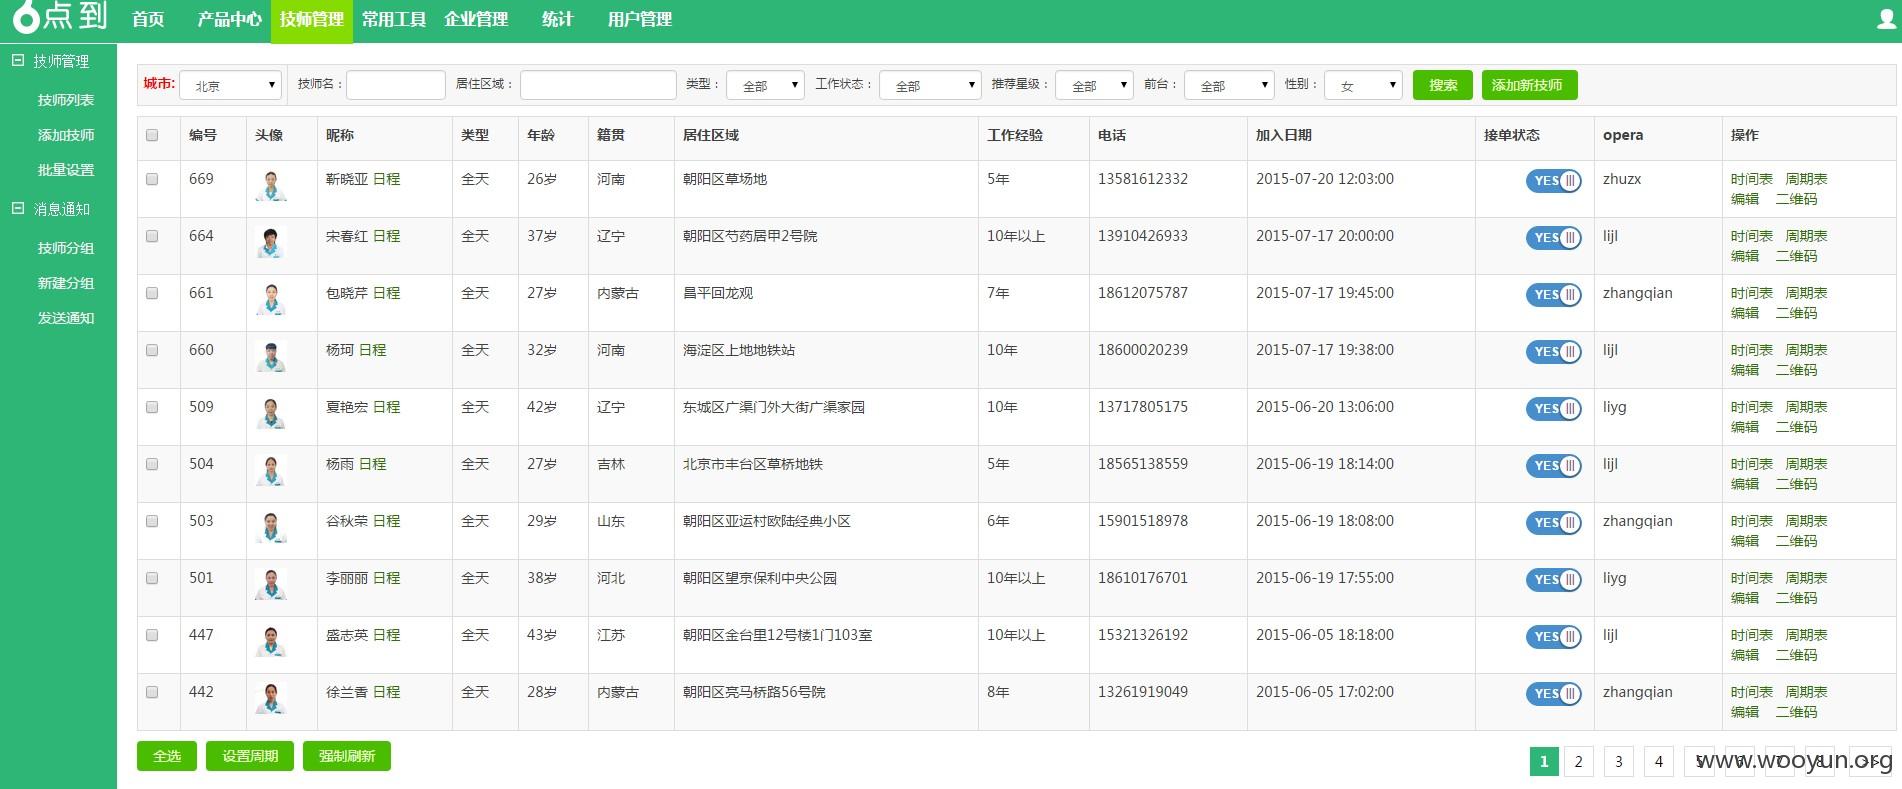 点到 首页 产品中心 技师管理 常用工具 企业管理 统计 用户管理
技师管理
技师列表
添加技师
批量设置
消息通知
技师分组
新建分组
发送通知
城市: 北京 技师名: 居住区域: 类型: 全部 工作状态: 全部 推荐星级: 全部 前台: 全部 性别: 女 搜索 添加新技师
编号 头像 昵称 类型 年龄 籍贯 居住区域 工作经验 电话 加入日期 接单状态 opera 操作
669 靳晓亚 日程 全天 26岁 河南 朝阳区草场地 5年 13581612332 2015-07-20 12:03:00 YES zhuzx 时间表 周期表
编辑 二维码
664 宋春红 日程 全天 37岁 辽宁 朝阳区芍药居甲2号院 10年以上 13910426933 2015-07-17 20:00:00 YES lijl 时间表 周期表
编辑 二维码
661 包晓芹 日程 全天 27岁 内蒙古 昌平回龙观 7年 18612075787 2015-07-17 19:45:00 YES zhangqian 时间表 周期表
编辑 二维码
660 杨珂 日程 全天 32岁 河南 海淀区上地地铁站 10年 18600020239 2015-07-17 19:38:00 YES lijl 时间表 周期表
编辑 二维码
509 夏艳宏 日程 全天 42岁 辽宁 东城区广渠门外大街广渠家园 10年 13717805175 2015-06-20 13:06:00 YES liyg 时间表 周期表
编辑 二维码
504 杨雨 日程 全天 27岁 吉林 北京市丰台区草桥地铁 5年 18565138559 2015-06-19 18:14:00 YES lijl 时间表 周期表
编辑 二维码
503 谷秋荣 日程 全天 29岁 山东 朝阳区亚运村欧陆经典小区 6年 15901518978 2015-06-19 18:08:00 YES zhangqian 时间表 周期表
编辑 二维码
501 李丽丽 日程 全天 38岁 河北 朝阳区望京保利中央公园 10年以上 18610176701 2015-06-19 17:55:00 YES liyg 时间表 周期表
编辑 二维码
447 盛志英 日程 全天 43岁 江苏 朝阳区金台里12号楼1门103室 10年以上 15321326192 2015-06-05 18:18:00 YES lijl 时间表 周期表
编辑 二维码
442 徐兰香 日程 全天 28岁 内蒙古 朝阳区亮马桥路56号院 8年 13261919049 2015-06-05 17:02:00 YES zhangqian 时间表 周期表
编辑 二维码
全选 设置周期 强制刷新
1 2 3 4 5 6 7 8
www.wooyun.org